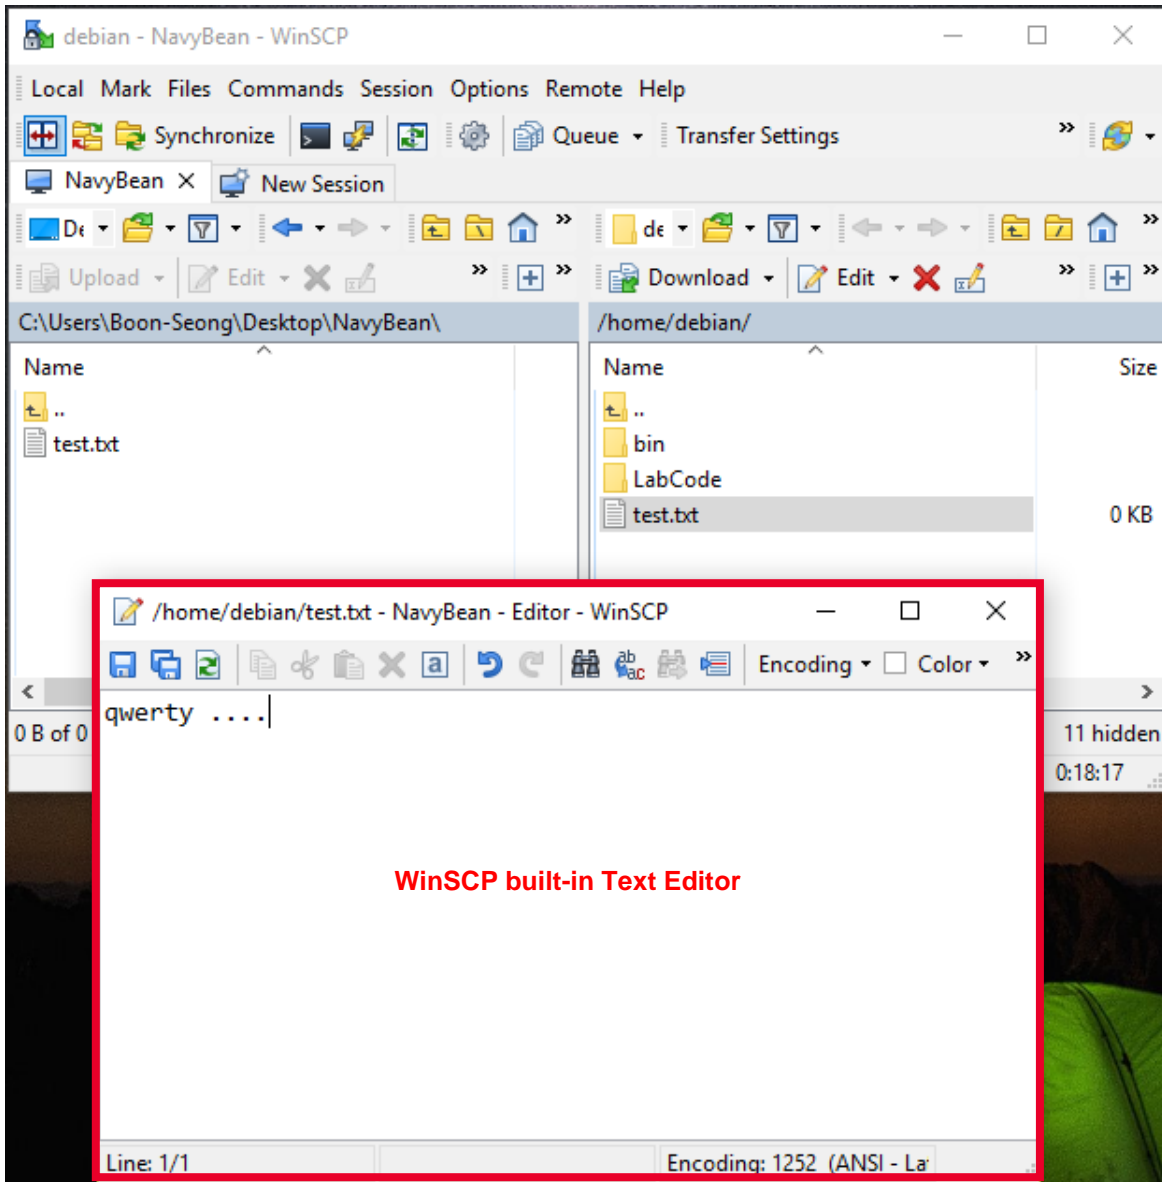 debian - NavyBean - WinSCP
Local Mark Files Commands Session Options Remote Help
Synchronize Queue Transfer Settings
NavyBean New Session
De de
Upload Edit Download Edit
C:\Users\Boon-Seong\Desktop\NavyBean\ /home/debian/
Name Name Size
.. ..
test.txt bin
LabCode
test.txt 0 KB
/home/debian/test.txt - NavyBean - Editor - WinSCP
Encoding Color
qwerty ....
0 B of 0 11 hidden
0:18:17
WinSCP built-in Text Editor
Line: 1/1 Encoding: 1252 (ANSI - La